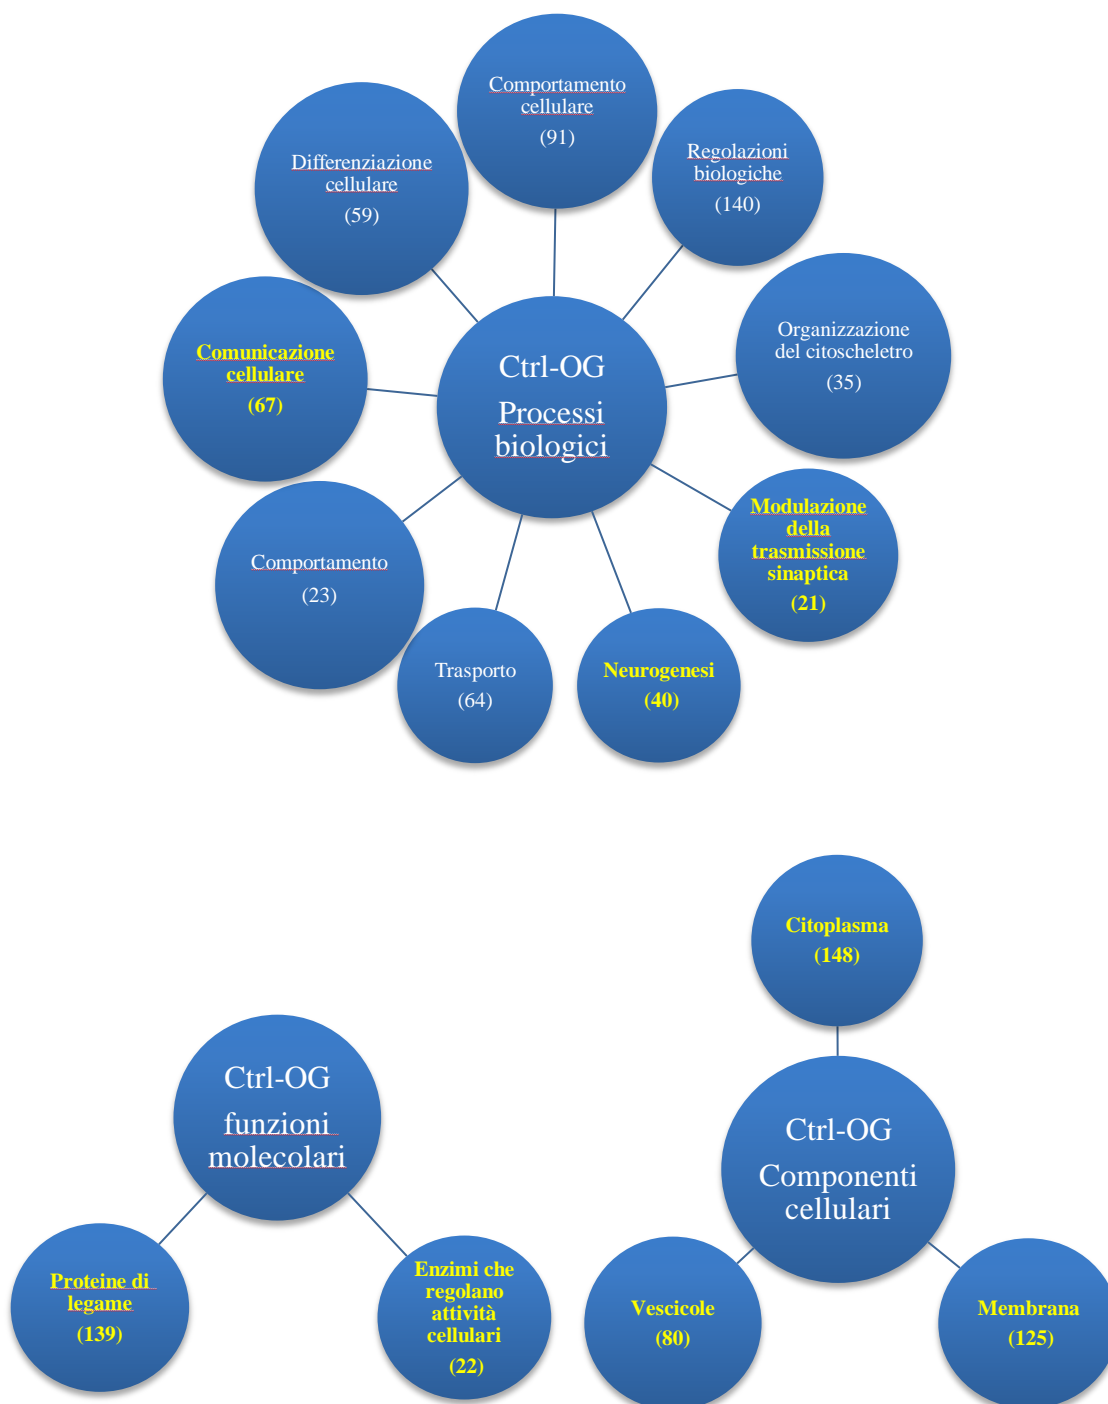 Comportamento
cellulare
(91)
Regolazioni
biologiche
(140)
Differenziazione
cellulare
(59)
Organizzazione
del citoscheletro
(35)
Comunicazione
cellulare
(67)
Ctrl-OG
Processi
biologici
Modulazione
della
trasmissione
sinaptica
(21)
Comportamento
(23)
Trasporto
(64)
Neurogenesi
(40)
Citoplasma
(148)
Ctrl-OG
funzioni
molecolari
Ctrl-OG
Componenti
cellulari
Proteine di
legame
(139)
Enzimi che
regolano
attività
cellulari
(22)
Vescicole
(80)
Membrana
(125)